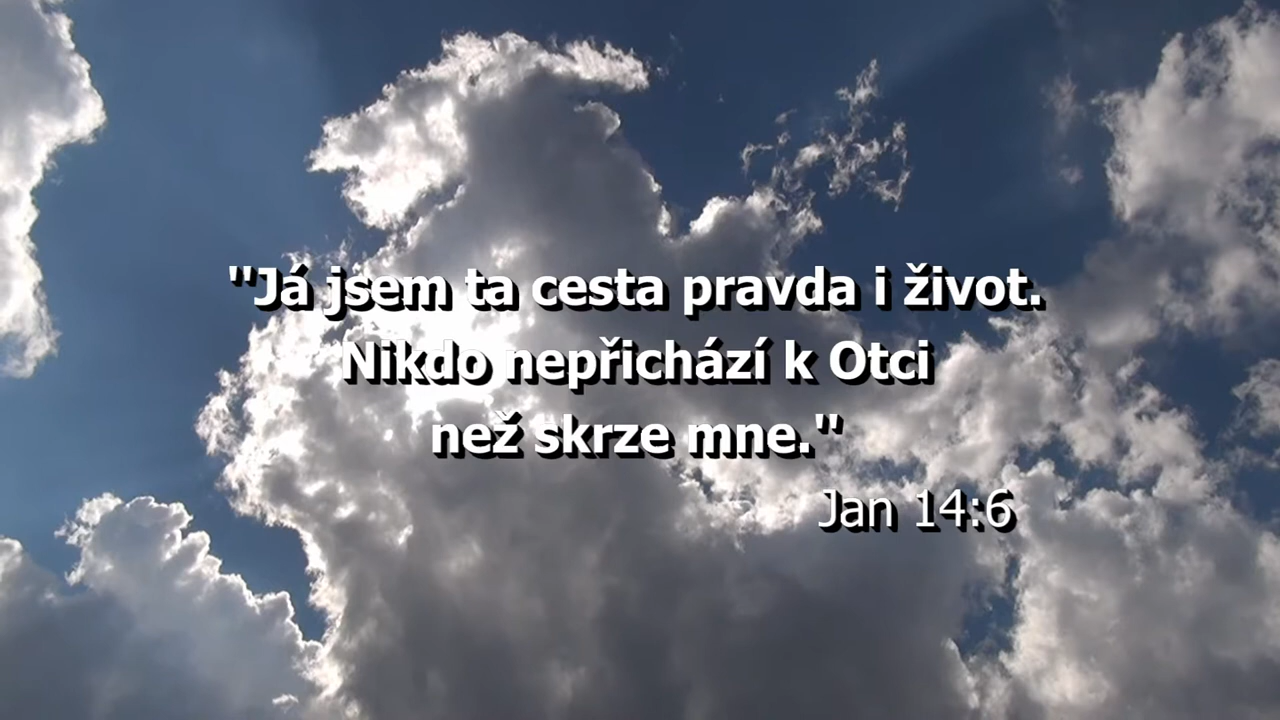 "Já jsem ta cesta pravda i život.
Nikdo nepřichází k Otci
než skrze mne."
Jan 14:6